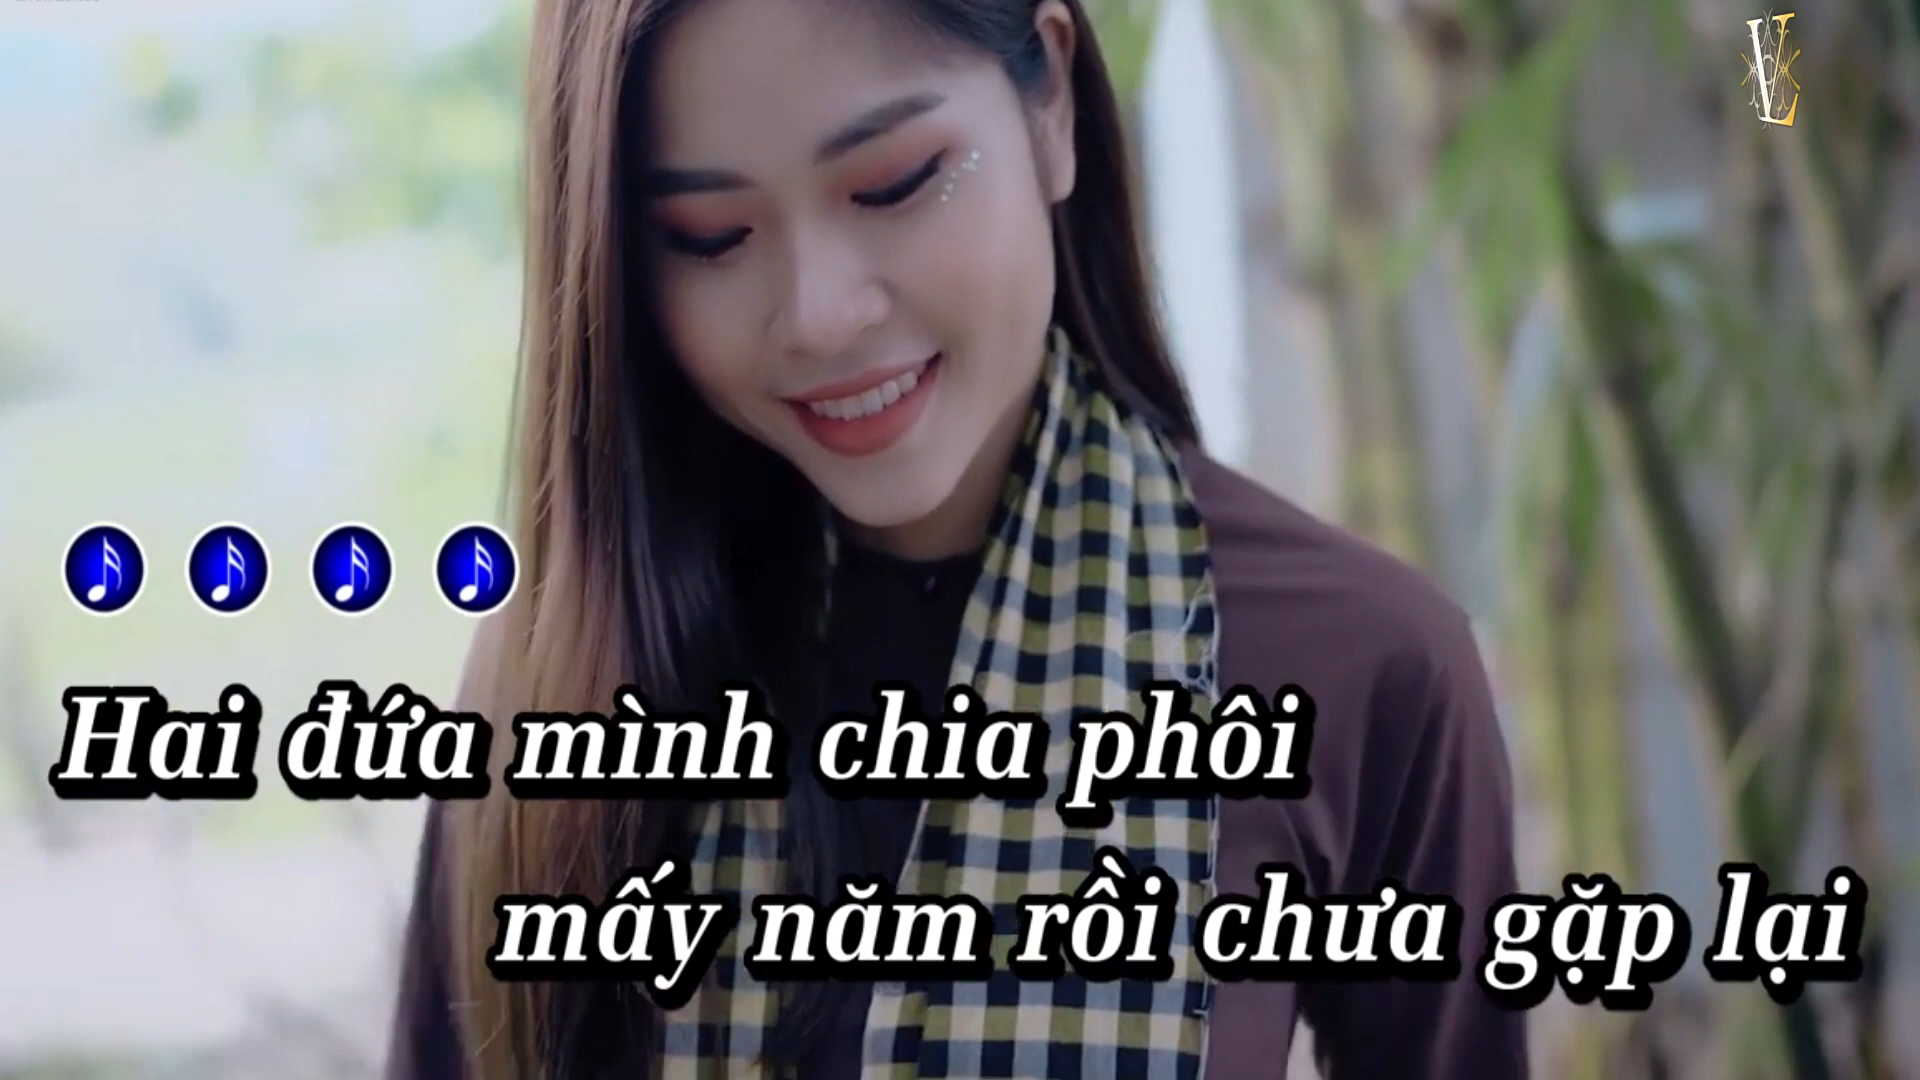 Hai đứa mình chia phôi
mấy năm rồi chưa gặp lại